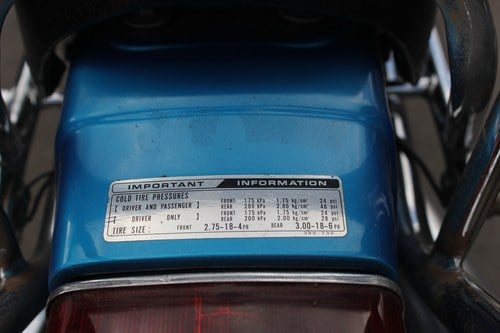 IMPORTANT INFORMATION
COLD TIRE PRESSURES
[ DRIVER AND PASSENGER ] FRONT 175 kPa 1.75 kg/cm² 24 psi
REAR 280 kPa 2.80 kg/cm² 40 psi
[ DRIVER ONLY ] FRONT 175 kPa 1.75 kg/cm² 24 psi
REAR 200 kPa 2.00 kg/cm² 28 psi
TIRE SIZE: FRONT 2.75-18-4PR REAR 3.00-18-6PR